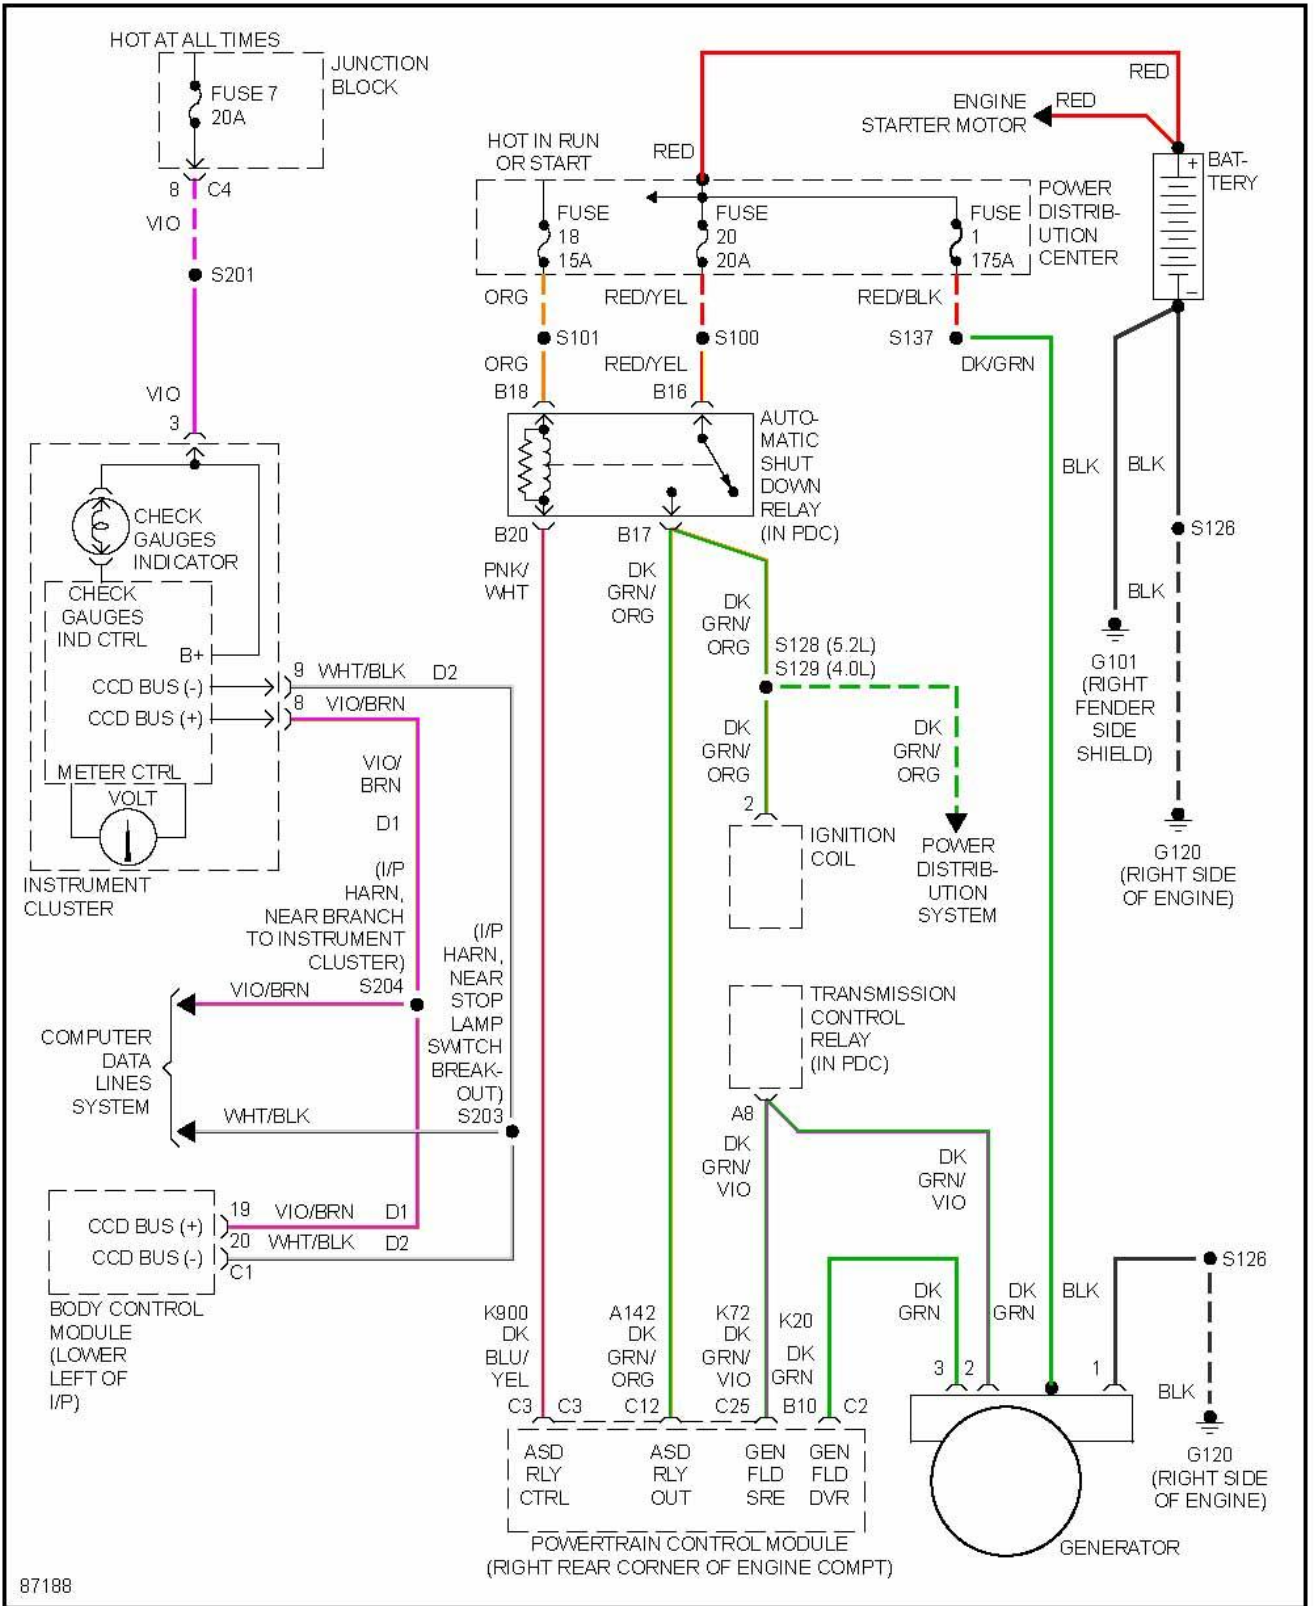 HOT AT ALL TIMES
JUNCTION
BLOCK
FUSE 7
20A
8 C4
VIO
S201
VIO
3
RED
ENGINE
STARTER MOTOR
RED
HOT IN RUN
OR START
RED
BAT-
TERY
+
−
POWER
DISTRIB-
UTION
CENTER
FUSE
18
15A
FUSE
20
20A
FUSE
1
175A
ORG
RED/YEL
RED/BLK
S101
S100
S137
ORG
RED/YEL
DK/GRN
B18
B16
AUTO-
MATIC
SHUT
DOWN
RELAY
(IN PDC)
B20
B17
BLK
BLK
S126
BLK
G101
(RIGHT
FENDER
SIDE
SHIELD)
G120
(RIGHT SIDE
OF ENGINE)
CHECK
GAUGES
INDICATOR
CHECK
GAUGES
IND CTRL
B+
CCD BUS (-)
CCD BUS (+)
METER CTRL
VOLT
INSTRUMENT
CLUSTER
9 WHT/BLK D2
8 VIO/BRN
VIO/
BRN
D1
(I/P
HARN,
NEAR BRANCH
TO INSTRUMENT
CLUSTER)
S204
(I/P
HARN,
NEAR
STOP
LAMP
SWITCH
BREAK-
OUT)
S203
VIO/BRN
COMPUTER
DATA
LINES
SYSTEM
WHT/BLK
CCD BUS (+)
CCD BUS (-)
19 VIO/BRN D1
20 WHT/BLK D2
C1
BODY CONTROL
MODULE
(LOWER
LEFT OF
I/P)
PNK/
WHT
DK
GRN/
ORG
DK
GRN/
ORG
S128 (5.2L)
S129 (4.0L)
DK
GRN/
ORG
DK
GRN/
ORG
2
IGNITION
COIL
POWER
DISTRIB-
UTION
SYSTEM
TRANSMISSION
CONTROL
RELAY
(IN PDC)
A8
DK
GRN/
VIO
DK
GRN/
VIO
K900
DK
BLU/
YEL
A142
DK
GRN/
ORG
K72
DK
GRN/
VIO
K20
DK
GRN
DK
GRN
DK
GRN
BLK
S126
BLK
G120
(RIGHT SIDE
OF ENGINE)
3 2 1
C3 C3 C12 C25 B10 C2
ASD
RLY
CTRL
ASD
RLY
OUT
GEN
FLD
SRE
GEN
FLD
DVR
POWERTRAIN CONTROL MODULE
(RIGHT REAR CORNER OF ENGINE COMPT)
GENERATOR
87188